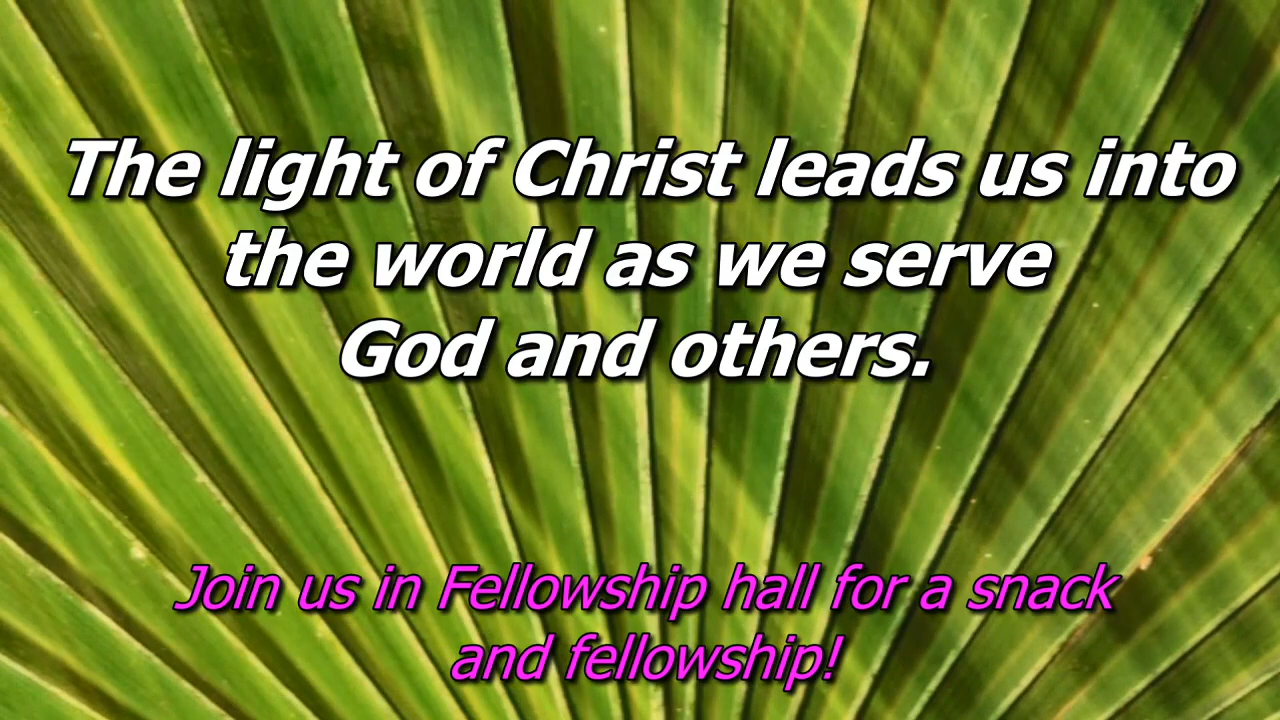 The light of Christ leads us into
the world as we serve
God and others.
Join us in Fellowship hall for a snack
and fellowship!